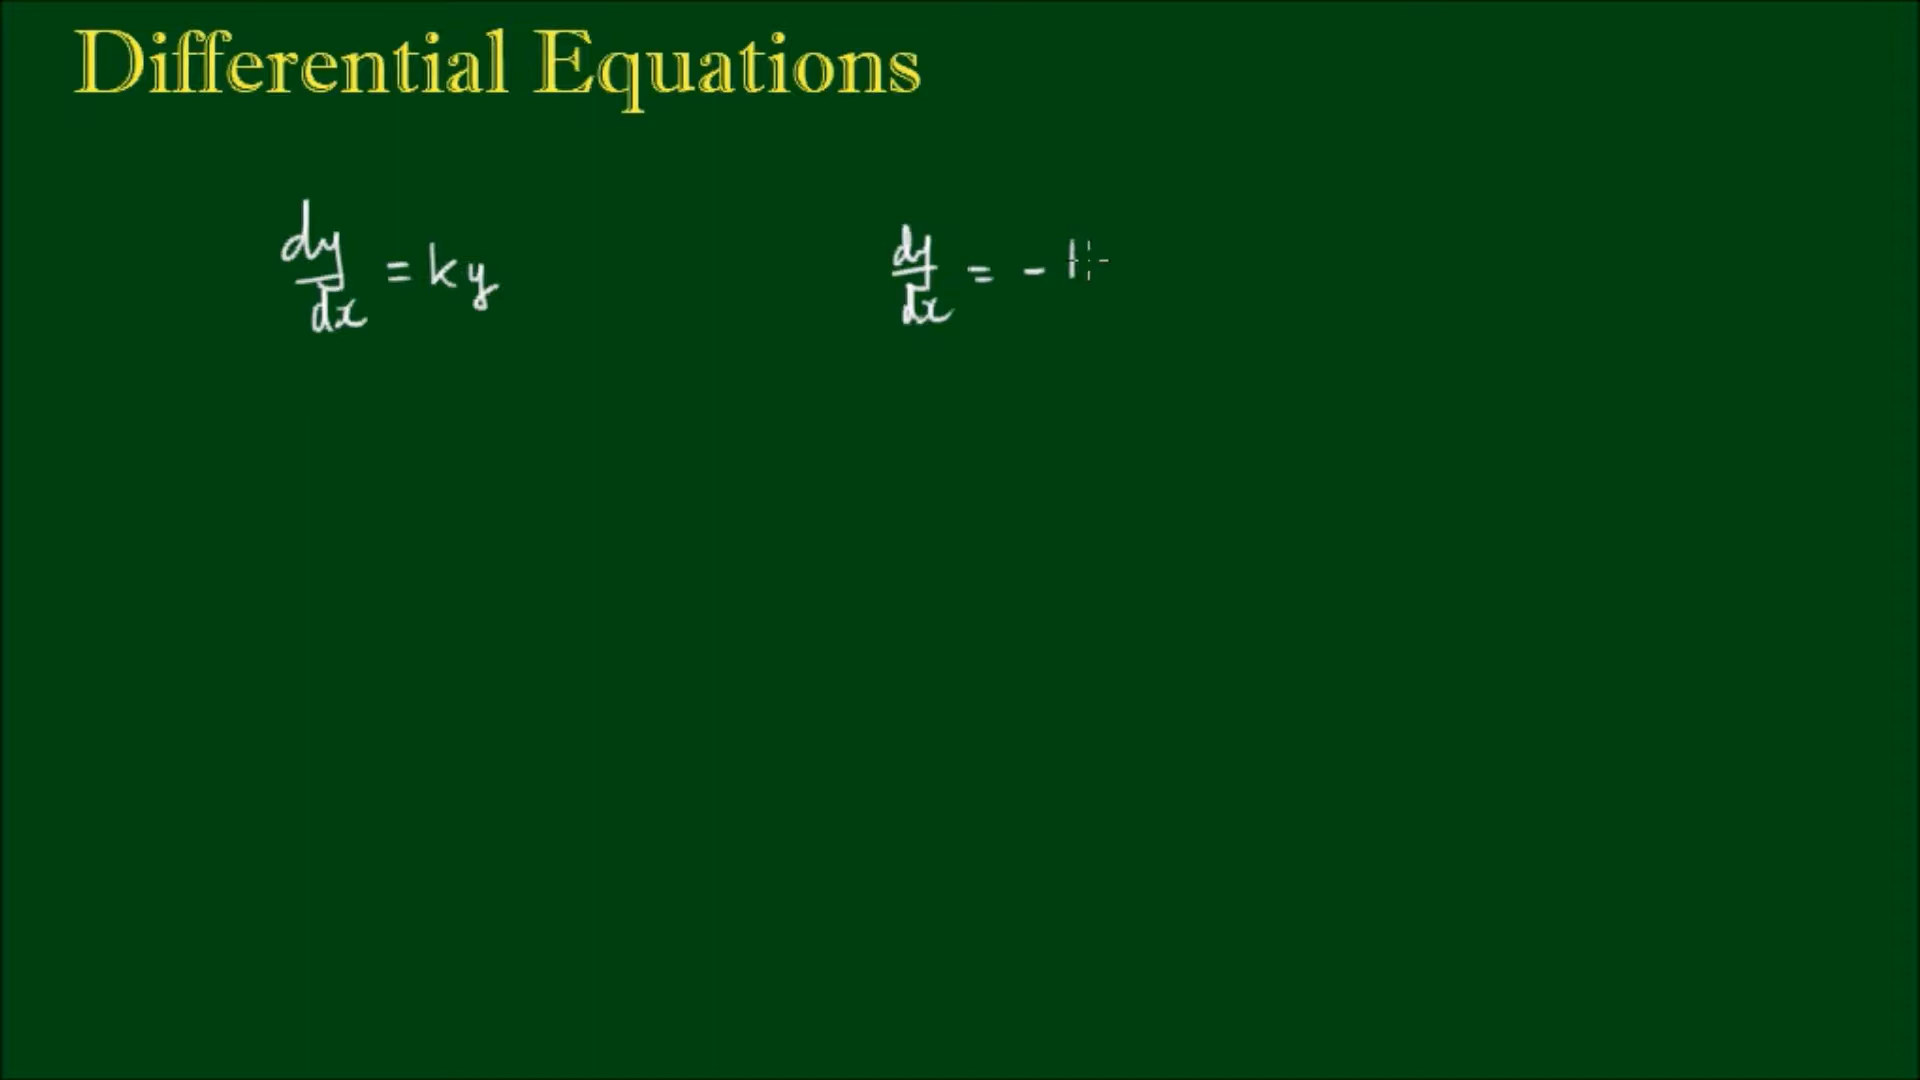 Differential Equations
dy/dx = ky
dy/dx = -